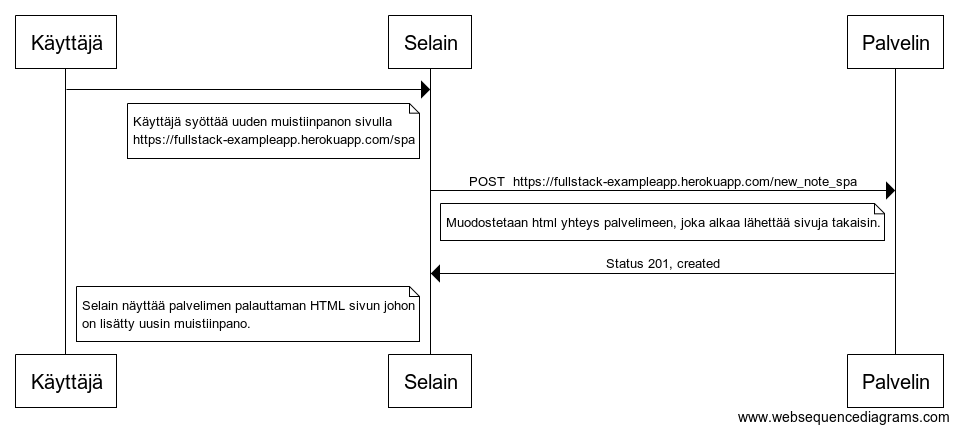 Käyttäjä
Selain
Palvelin
Käyttäjä syöttää uuden muistiinpanon sivulla
https://fullstack-exampleapp.herokuapp.com/spa
POST  https://fullstack-exampleapp.herokuapp.com/new_note_spa
Muodostetaan html yhteys palvelimeen, joka alkaa lähettää sivuja takaisin.
Status 201, created
Selain näyttää palvelimen palauttaman HTML sivun johon
on lisätty uusin muistiinpano.
Käyttäjä
Selain
Palvelin
www.websequencediagrams.com